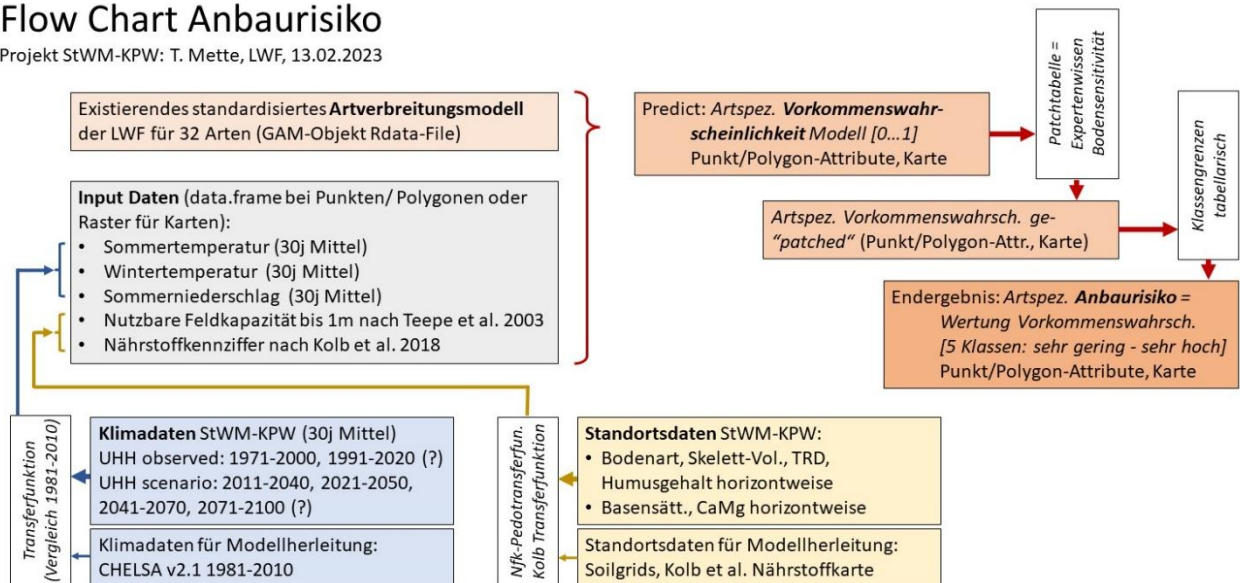 Flow Chart Anbaurisiko
Projekt StWM-KPW: T. Mette, LWF, 13.02.2023
Existierendes standardisiertes Artverbreitungsmodell
der LWF für 32 Arten (GAM-Objekt Rdata-File)
Input Daten (data.frame bei Punkten/ Polygonen oder
Raster für Karten):
• Sommertemperatur (30j Mittel)
• Wintertemperatur (30j Mittel)
• Sommerniederschlag (30j Mittel)
• Nutzbare Feldkapazität bis 1m nach Teepe et al. 2003
• Nährstoffkennziffer nach Kolb et al. 2018
Predict: Artspez. Vorkommenswahr-
scheinlichkeit Modell [0...1]
Punkt/Polygon-Attribute, Karte
Patchtabelle =
Expertenwissen
Bodensensitivität
Artspez. Vorkommenswahrsch. ge-
“patched“ (Punkt/Polygon-Attr., Karte)
Klassengrenzen
tabellarisch
Endergebnis: Artspez. Anbaurisiko =
Wertung Vorkommenswahrsch.
[5 Klassen: sehr gering - sehr hoch]
Punkt/Polygon-Attribute, Karte
Transferfunktion
(Vergleich 1981-2010)
Klimadaten StWM-KPW (30j Mittel)
UHH observed: 1971-2000, 1991-2020 (?)
UHH scenario: 2011-2040, 2021-2050,
2041-2070, 2071-2100 (?)
Klimadaten für Modellherleitung:
CHELSA v2.1 1981-2010
Nfk-Pedotransferfun.
Kolb Transferfunktion
Standortsdaten StWM-KPW:
• Bodenart, Skelett-Vol., TRD,
Humusgehalt horizontweise
• Basensätt., CaMg horizontweise
Standortsdaten für Modellherleitung:
Soilgrids, Kolb et al. Nährstoffkarte